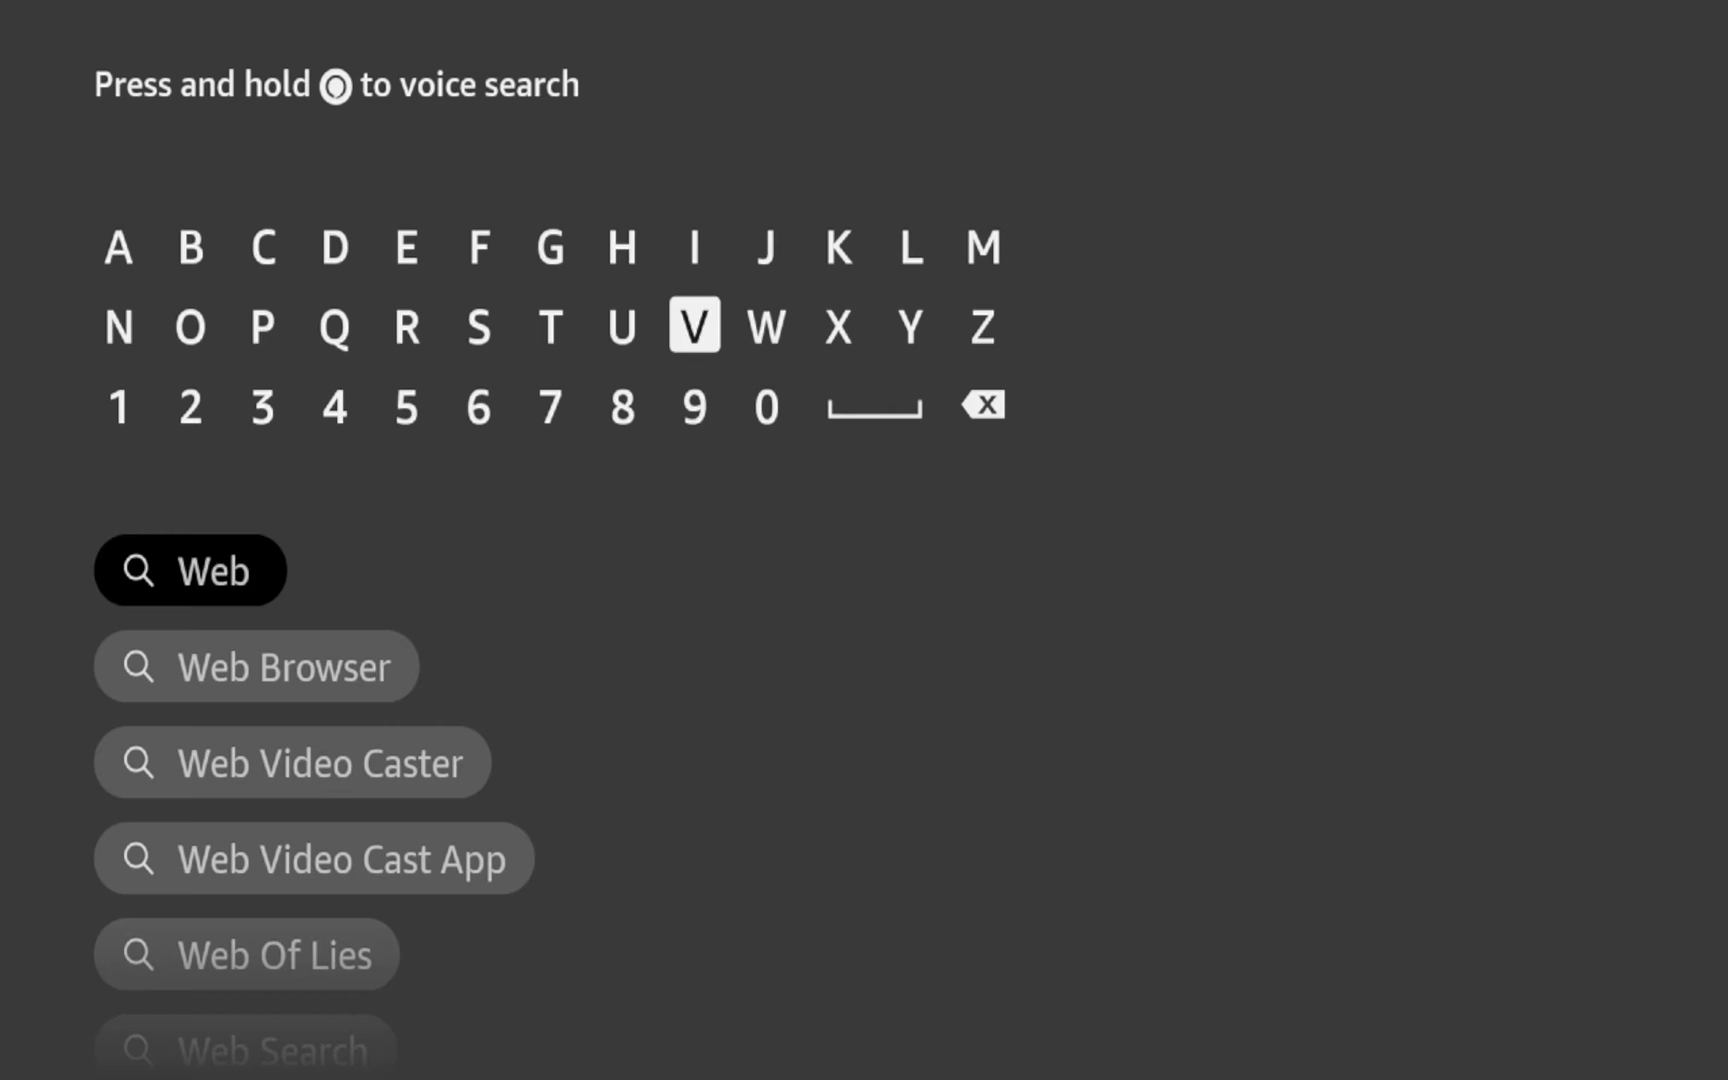 Press and hold to voice search
A B C D E F G H I J K L M
N O P Q R S T U V W X Y Z
1 2 3 4 5 6 7 8 9 0
Web
Web Browser
Web Video Caster
Web Video Cast App
Web Of Lies
Web Search